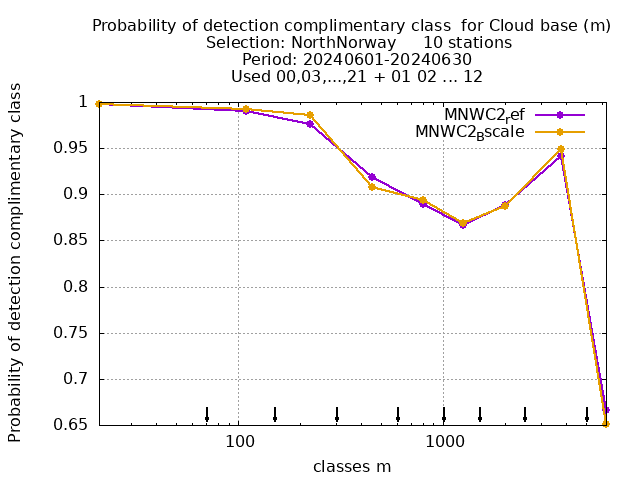 Probability of detection complimentary class  for Cloud base (m)
Selection: NorthNorway     10 stations
Period: 20240601-20240630
Used 00,03,...,21 + 01 02 ... 12
MNWC2ref
MNWC2Bscale
Probability of detection complimentary class
1
0.95
0.9
0.85
0.8
0.75
0.7
0.65
100
1000
classes m